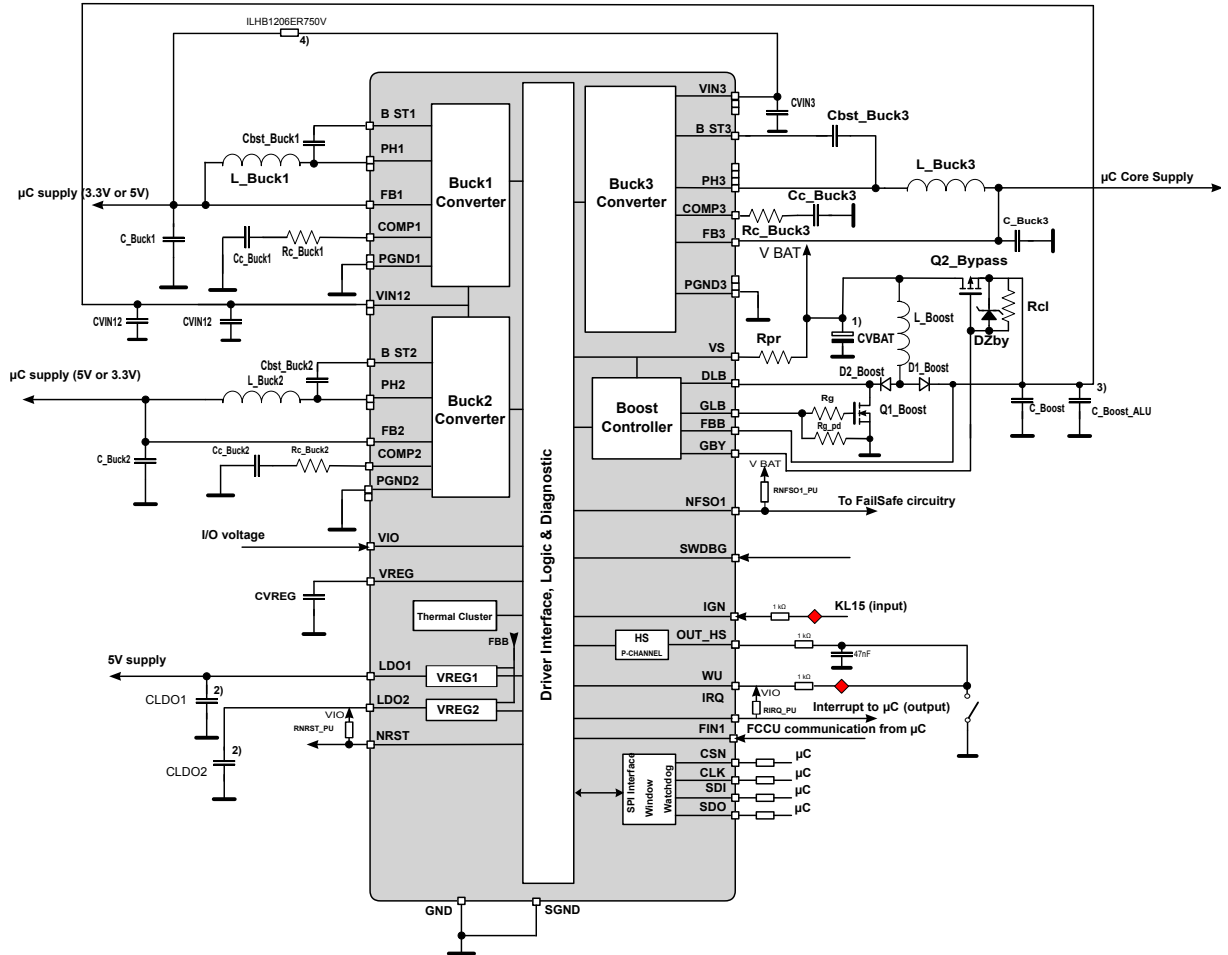 ILHB1206ER750V
4)
VIN3
CVIN3
B ST1
Cbst_Buck1
PH1
L_Buck1
µC supply (3.3V or 5V)
FB1
Buck1
Converter
COMP1
C_Buck1
Cc_Buck1
Rc_Buck1
PGND1
VIN12
CVIN12
CVIN12
B ST3
Cbst_Buck3
L_Buck3
PH3
Buck3
Converter
µC Core Supply
COMP3
Cc_Buck3
Rc_Buck3
C_Buck3
FB3
V BAT
Q2_Bypass
PGND3
L_Boost
Rcl
1)
CVBAT
DZby
Rpr
VS
B ST2
Cbst_Buck2
µC supply (5V or 3.3V)
L_Buck2
PH2
Buck2
Converter
FB2
Cc_Buck2
Rc_Buck2
COMP2
C_Buck2
PGND2
DLB
D2_Boost
D1_Boost
3)
Boost
Controller
GLB
Rg
Q1_Boost
C_Boost
C_Boost_ALU
FBB
Rg_pd
GBY
V BAT
RNFSO1_PU
NFSO1
To FailSafe circuitry
Driver Interface, Logic & Diagnostic
I/O voltage
VIO
SWDBG
VREG
CVREG
Thermal Cluster
FBB
IGN
1 kΩ
KL15 (input)
HS
P-CHANNEL
OUT_HS
1 kΩ
47nF
5V supply
LDO1
VREG1
WU
1 kΩ
2)
CLDO1
LDO2
VREG2
VIO
IRQ
VIO
RIRQ_PU
Interrupt to µC (output)
RNRST_PU
NRST
FIN1
FCCU communication from µC
2)
CLDO2
SPI Interface
Window
Watchdog
CSN
µC
CLK
µC
SDI
µC
SDO
µC
GND
SGND